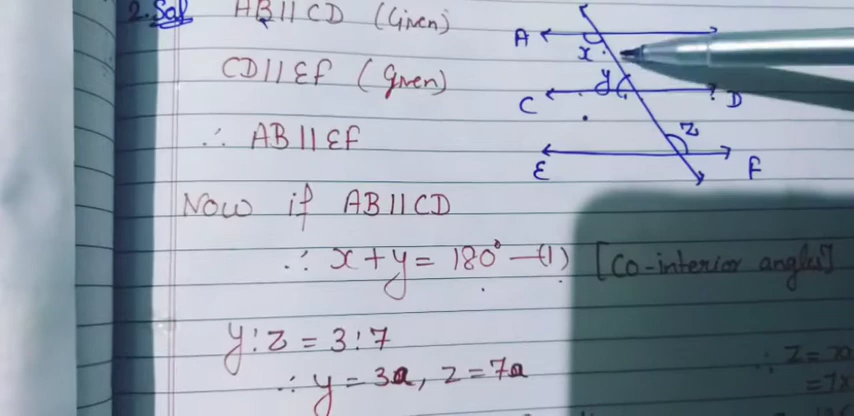 2. Sol AB || CD (Given)
CD || EF (Given)
∴ AB || EF
Now if AB || CD
∴ x + y = 180° — (1) [Co-interior angles]
y : z = 3 : 7
∴ y = 3a, z = 7a
A
x
y
C D
z
E F
∴ z =
= 7x